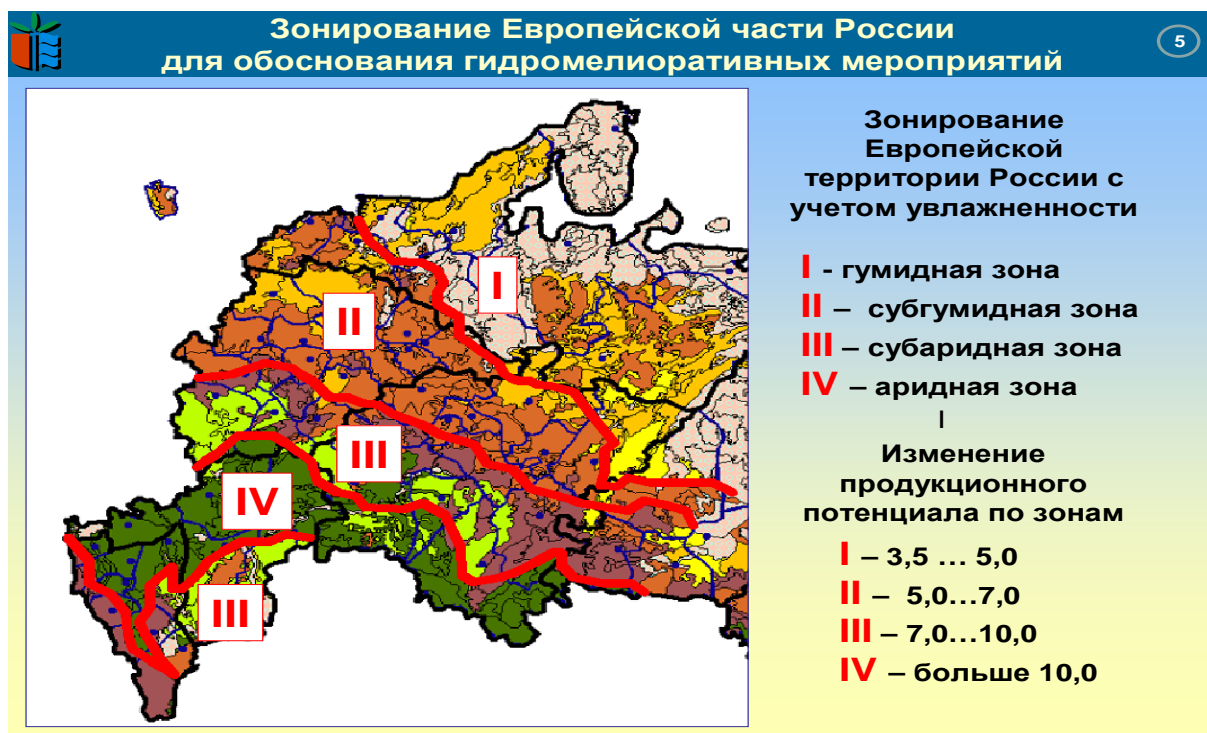 Зонирование Европейской части России
для обоснования гидромелиоративных мероприятий
5
I
II
III
IV
III
Зонирование
Европейской
территории России с
учетом увлажненности
I - гумидная зона
II – субгумидная зона
III – субаридная зона
IV – аридная зона
I
Изменение
продукционного
потенциала по зонам
I – 3,5 … 5,0
II – 5,0…7,0
III – 7,0…10,0
IV – больше 10,0